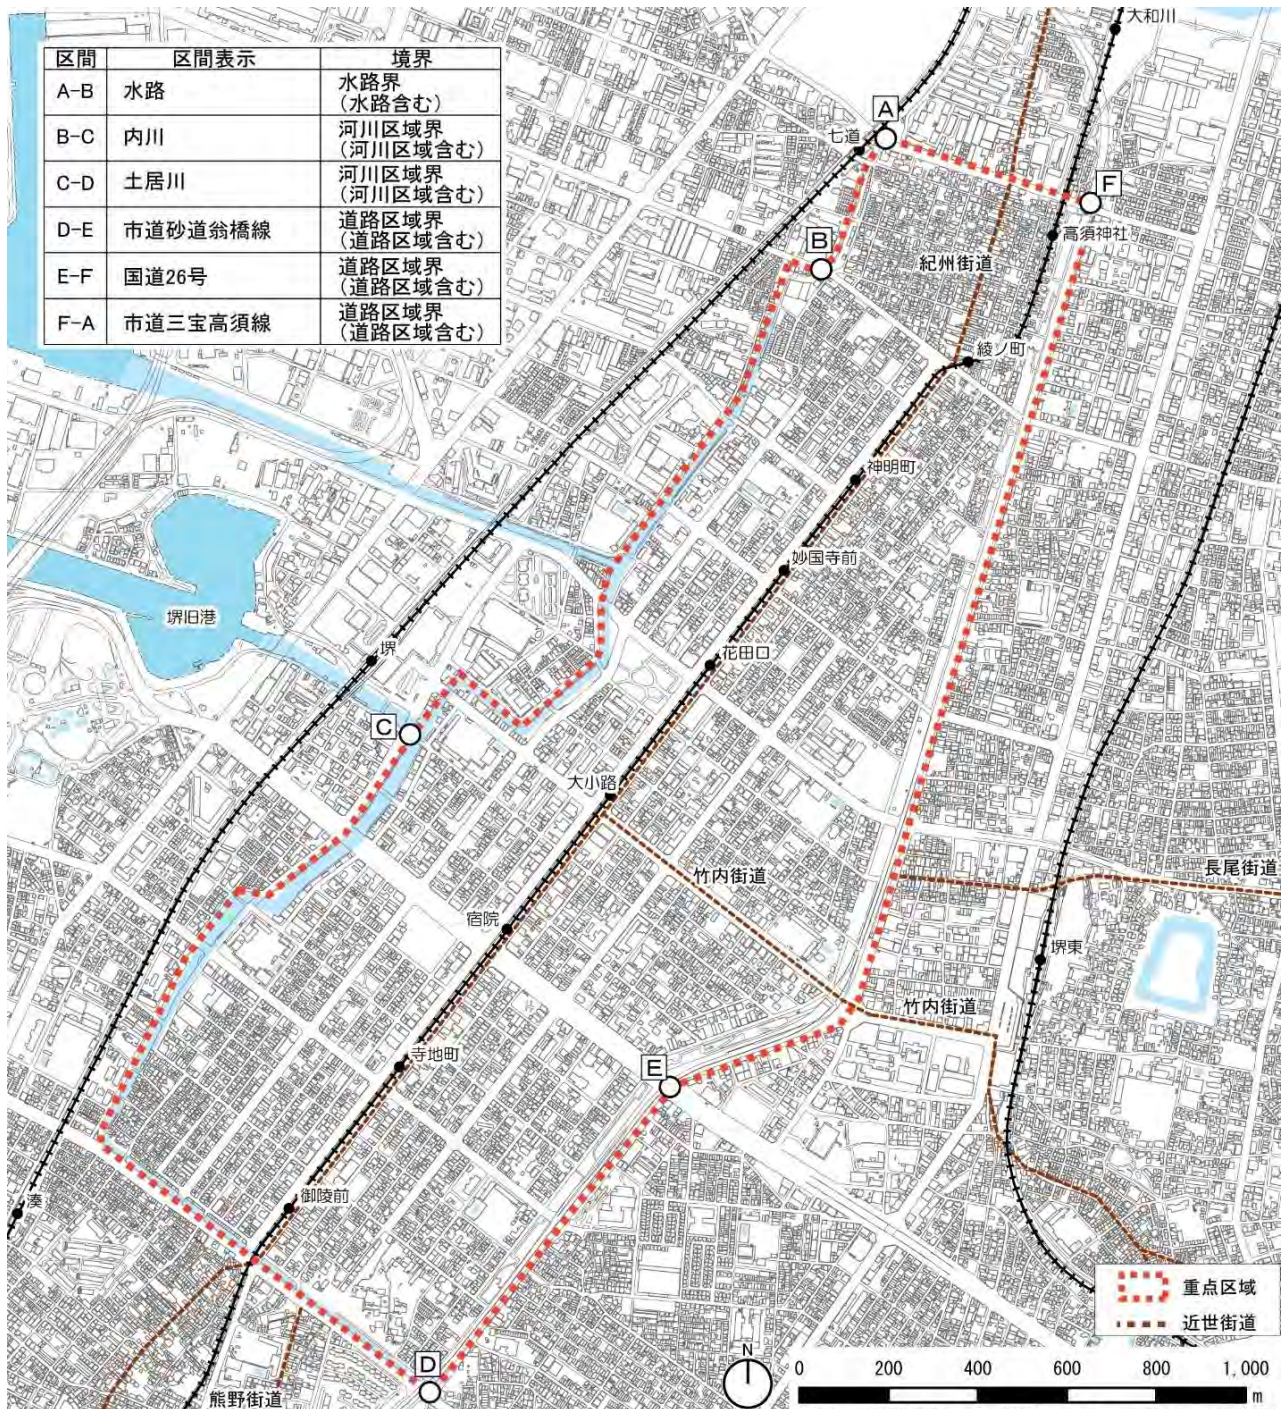 区間 区間表示 境界
A-B 水路 水路界
（水路含む）
B-C 内川 河川区域界
（河川区域含む）
C-D 土居川 河川区域界
（河川区域含む）
D-E 市道砂道翁橋線 道路区域界
（道路区域含む）
E-F 国道26号 道路区域界
（道路区域含む）
F-A 市道三宝高須線 道路区域界
（道路区域含む）
大和川
A
七道
F
高須神社
B
紀州街道
綾ノ町
神明町
妙国寺前
堺旧港
花田口
堺
C
大小路
竹内街道
長尾街道
宿院
堺東
竹内街道
寺地町
E
御陵前
湊
重点区域
近世街道
D
熊野街道
N
0 200 400 600 800 1,000
m